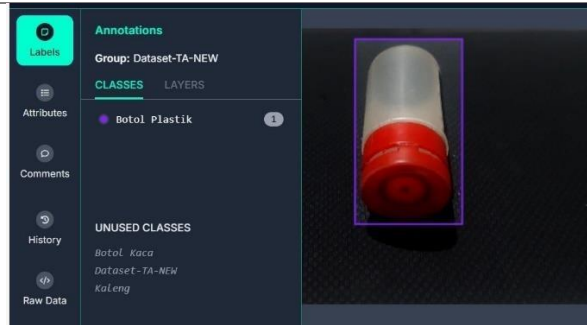 Labels
Attributes
Comments
History
Raw Data
Annotations
Group: Dataset-TA-NEW
CLASSES LAYERS
Botol Plastik 1
UNUSED CLASSES
Botol Kaca
Dataset-TA-NEW
Kaleng